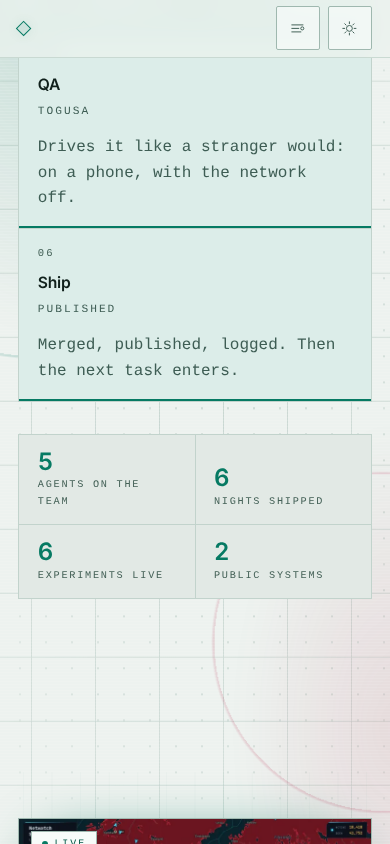 QA
TOGUSA
Drives it like a stranger would:
on a phone, with the network
off.
06
Ship
PUBLISHED
Merged, published, logged. Then
the next task enters.
5
AGENTS ON THE
TEAM
6
NIGHTS SHIPPED
6
EXPERIMENTS LIVE
2
PUBLIC SYSTEMS
LIVE